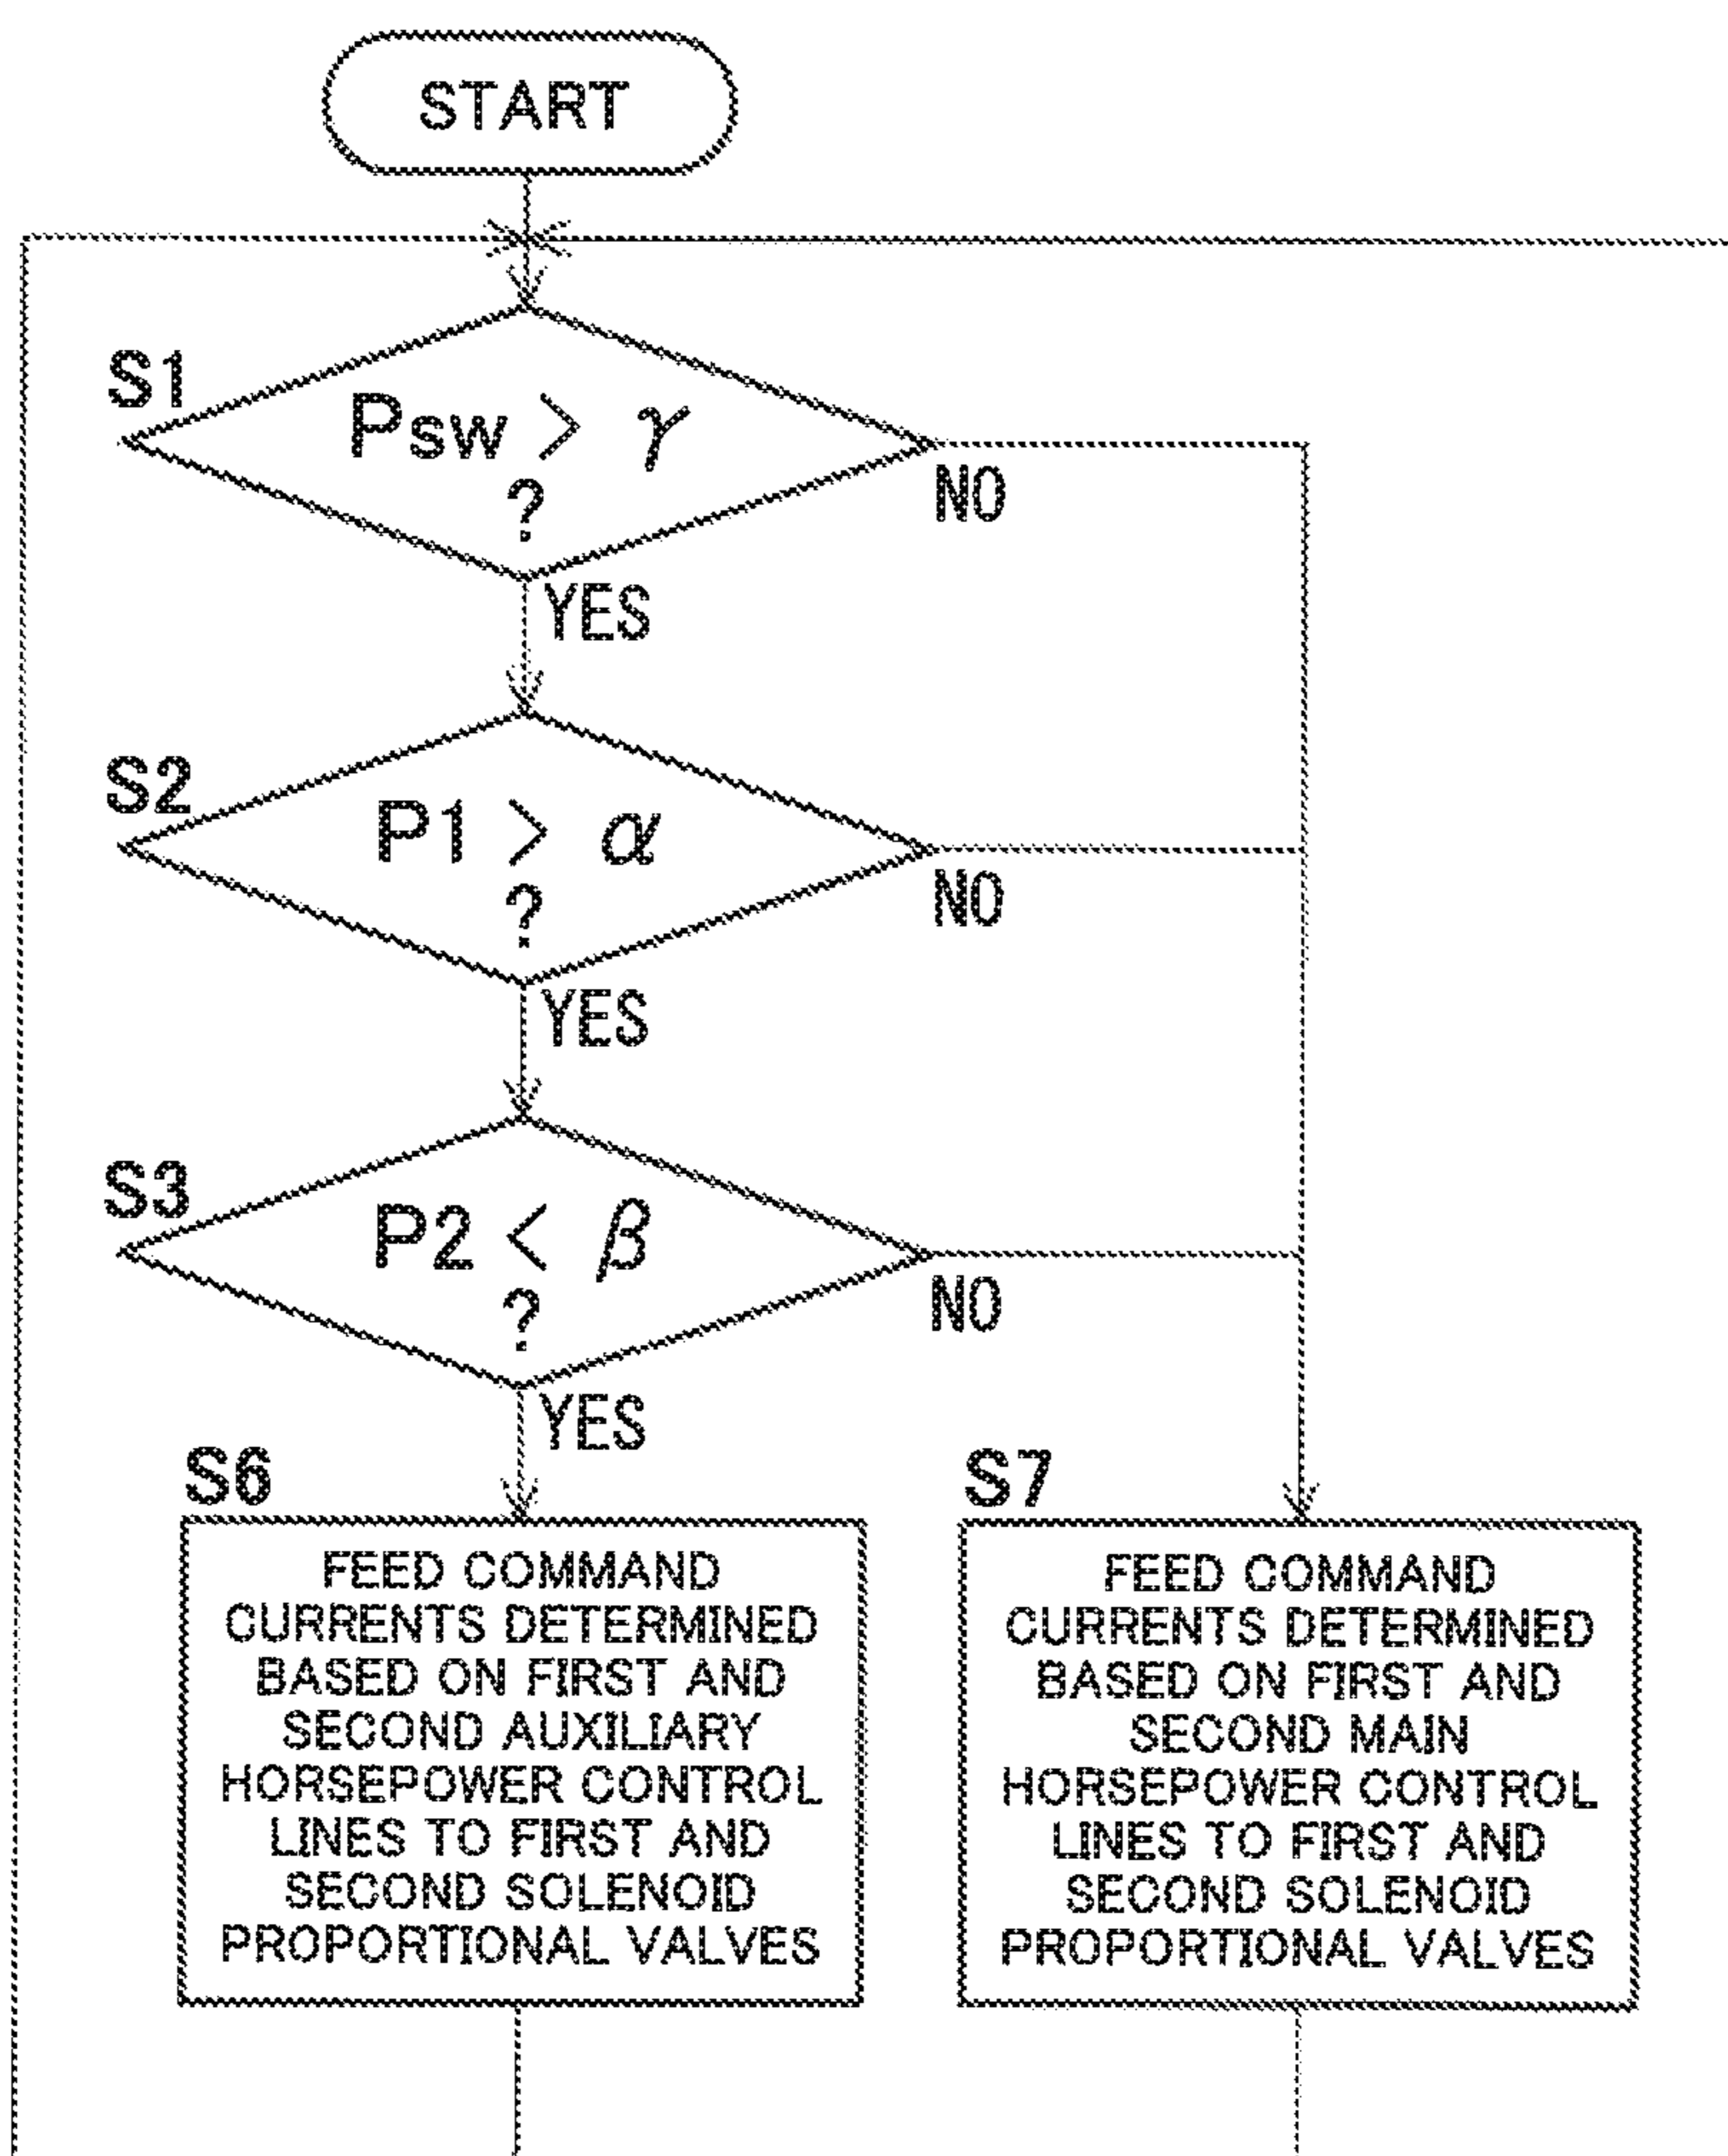 START
S1
Psw > γ
?
NO
YES
S2
P1 > α
?
NO
YES
S3
P2 < β
?
NO
YES
S6
FEED COMMAND
CURRENTS DETERMINED
BASED ON FIRST AND
SECOND AUXILIARY
HORSEPOWER CONTROL
LINES TO FIRST AND
SECOND SOLENOID
PROPORTIONAL VALVES
S7
FEED COMMAND
CURRENTS DETERMINED
BASED ON FIRST AND
SECOND MAIN
HORSEPOWER CONTROL
LINES TO FIRST AND
SECOND SOLENOID
PROPORTIONAL VALVES